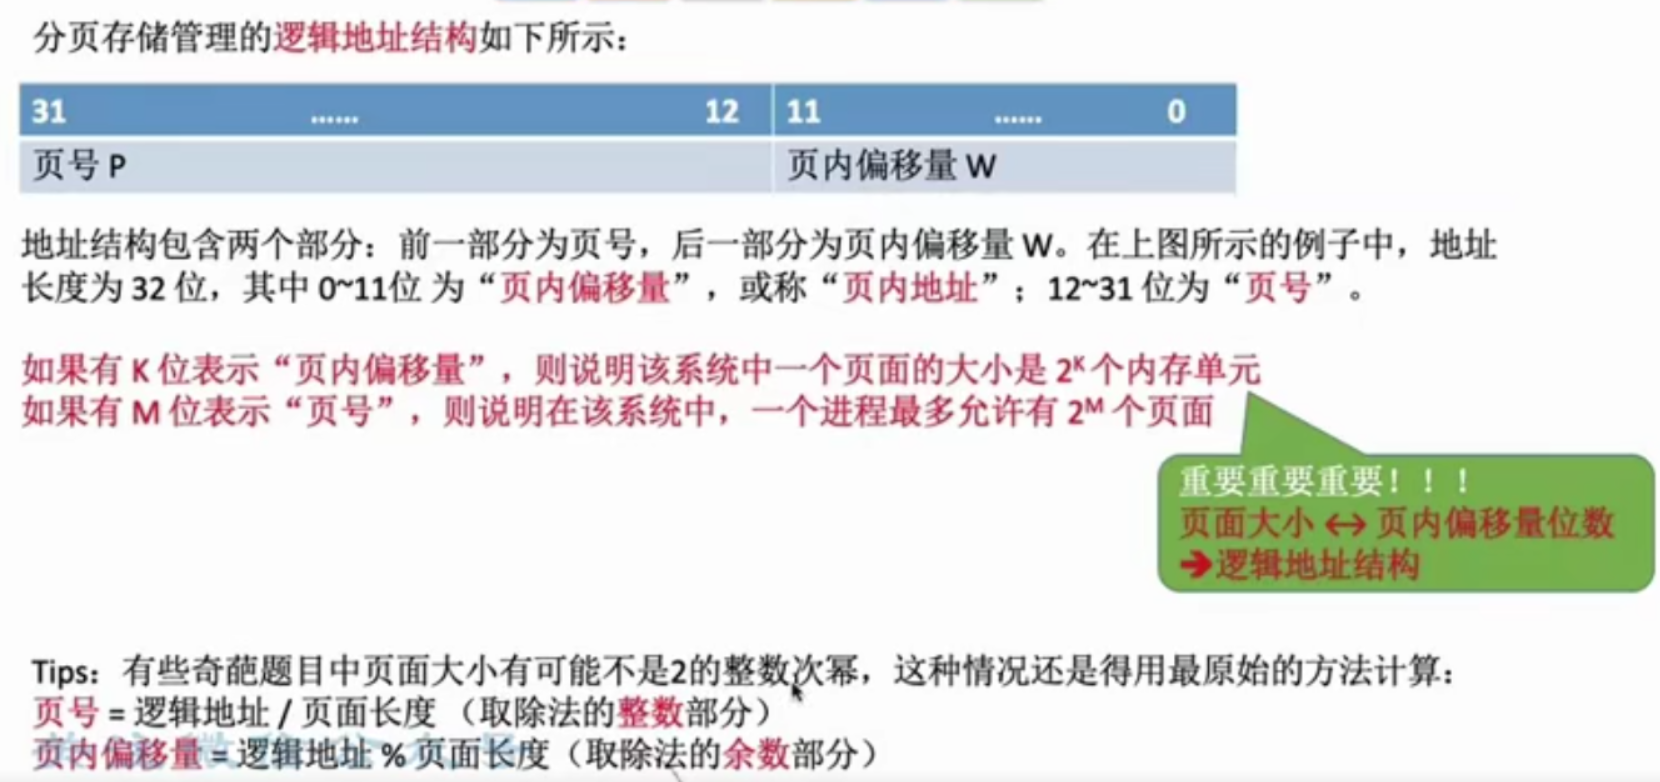 分页存储管理的逻辑地址结构如下所示：
31 …… 12 11 …… 0
页号 P 页内偏移量 W
地址结构包含两个部分：前一部分为页号，后一部分为页内偏移量 W。在上图所示的例子中，地址
长度为 32 位，其中 0~11位 为“页内偏移量”，或称“页内地址”；12~31 位为“页号”。
如果有 K 位表示“页内偏移量”，则说明该系统中一个页面的大小是 2ᴷ 个内存单元
如果有 M 位表示“页号”，则说明在该系统中，一个进程最多允许有 2ᴹ 个页面
重要重要重要！！！
页面大小 ↔ 页内偏移量位数
➔逻辑地址结构
Tips：有些奇葩题目中页面大小有可能不是2的整数次幂，这种情况还是得用最原始的方法计算：
页号 = 逻辑地址 / 页面长度 （取除法的整数部分）
页内偏移量 = 逻辑地址 % 页面长度（取除法的余数部分）